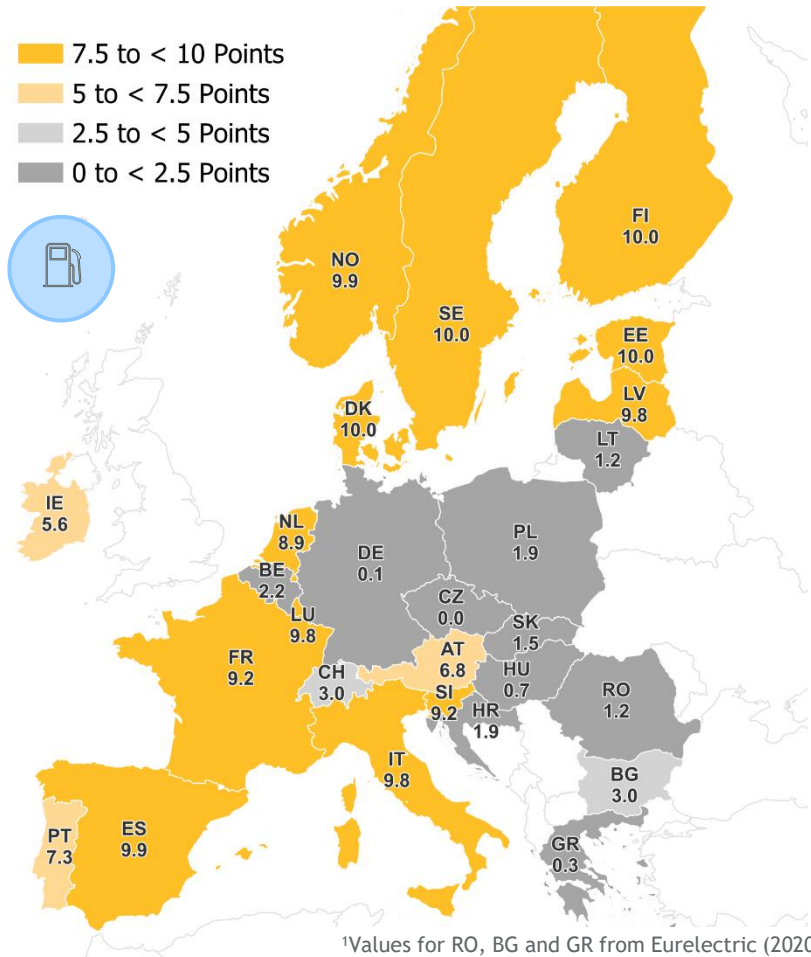 7.5 to < 10 Points
5 to < 7.5 Points
2.5 to < 5 Points
0 to < 2.5 Points
FI
10.0
NO
9.9
SE
10.0
EE
10.0
LV
9.8
DK
10.0
LT
1.2
IE
5.6
NL
8.9
DE
0.1
PL
1.9
BE
2.2
CZ
0.0
LU
9.8
SK
1.5
AT
6.8
FR
9.2
CH
3.0
HU
0.7
SI
9.2
RO
1.2
HR
1.9
IT
9.8
BG
3.0
PT
7.3
ES
9.9
GR
0.3
¹Values for RO, BG and GR from Eurelectric (2020